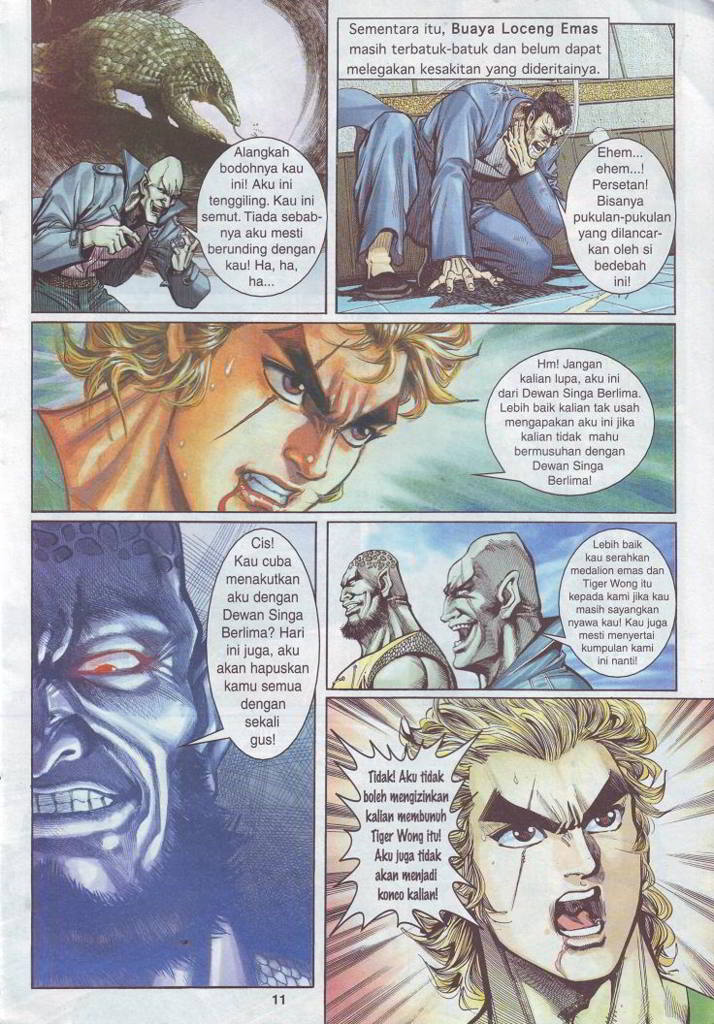 Alangkah
bodohnya kau
ini! Aku ini
tenggiling. Kau ini
semut. Tiada sebab-
nya aku mesti
berunding dengan
kau! Ha, ha,
ha...
Sementara itu, Buaya Loceng Emas
masih terbatuk-batuk dan belum dapat
melegakan kesakitan yang dideritainya.
Ehem...
ehem...!
Persetan!
Bisanya
pukulan-pukulan
yang dilancar-
kan oleh si
bedebah
ini!
Hm! Jangan
kalian lupa, aku ini
dari Dewan Singa
Berlima.
Lebih baik kalian tak usah
mengapakan aku ini jika
kalian tidak mahu
bermusuhan dengan
Dewan Singa
Berlima!
Cis!
Kau cuba
menakutkan
aku dengan
Dewan Singa
Berlima? Hari
ini juga, aku
akan hapuskan
kamu semua
dengan
sekali
gus!
Lebih baik
kau serahkan
medalion emas dan
Tiger Wong itu
kepada kami jika kau
masih sayangkan
nyawa kau! Kau juga
mesti menyertai
kumpulan kami
ini nanti!
Tidak! Aku tidak
boleh mengizinkan
kalian membunuh
Tiger Wong itu!
Aku juga tidak
akan menjadi
konco kalian!
11